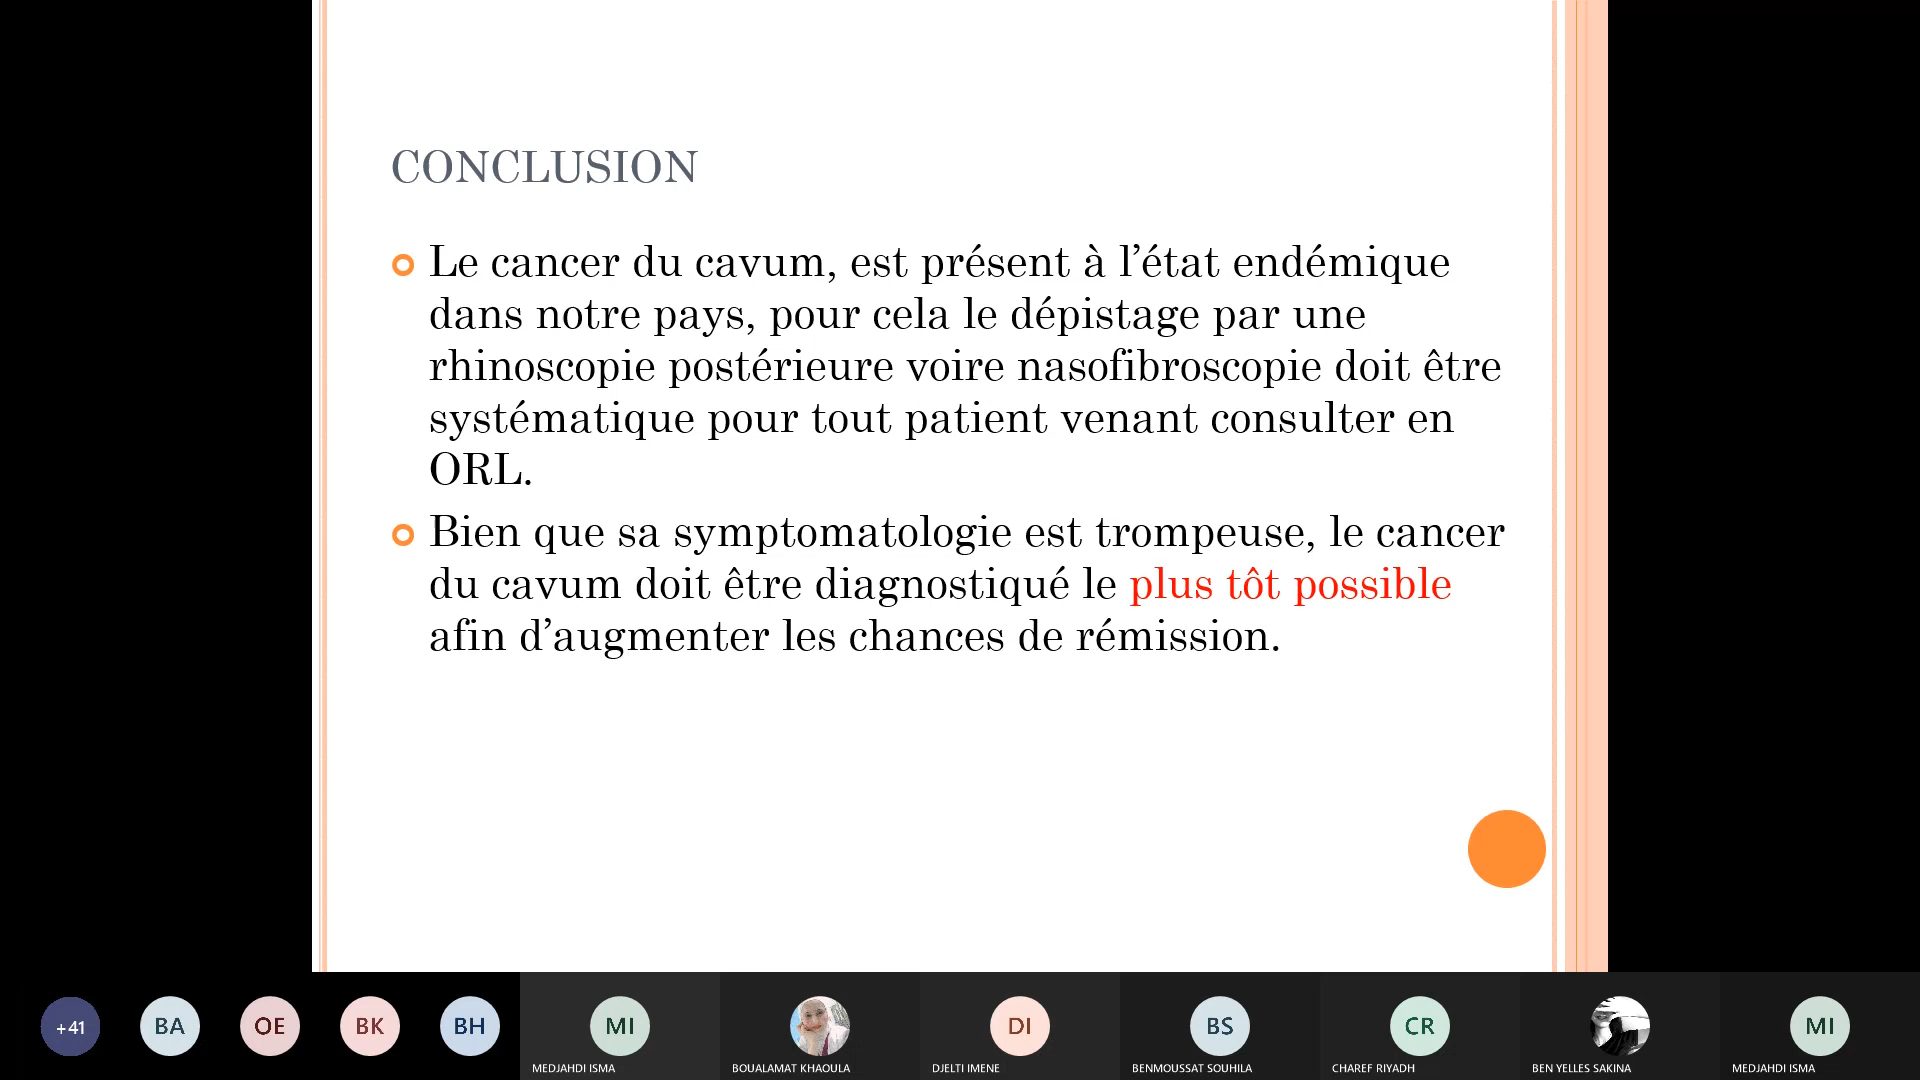 CONCLUSION
Le cancer du cavum, est présent à l’état endémique
dans notre pays, pour cela le dépistage par une
rhinoscopie postérieure voire nasofibroscopie doit être
systématique pour tout patient venant consulter en
ORL.
Bien que sa symptomatologie est trompeuse, le cancer
du cavum doit être diagnostiqué le plus tôt possible
afin d’augmenter les chances de rémission.
+41
BA
OE
BK
BH
MI
DI
BS
CR
MI
MEDJAHDI ISMA
BOUALAMAT KHAOULA
DJELTI IMENE
BENMOUSSAT SOUHILA
CHAREF RIYADH
BEN YELLES SAKINA
MEDJAHDI ISMA